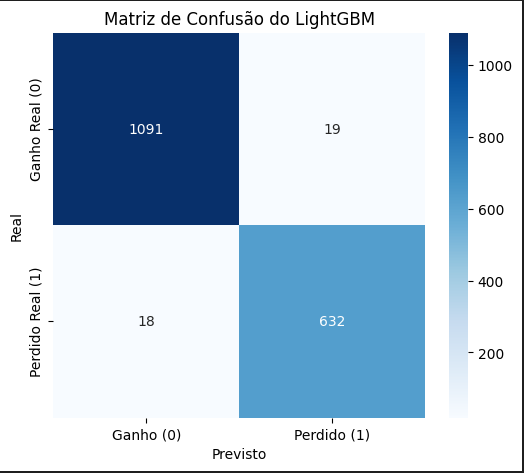 Matriz de Confusão do LightGBM
Real
Ganho Real (0)
1091
19
Perdido Real (1)
18
632
Ganho (0)
Perdido (1)
Previsto
1000
800
600
400
200